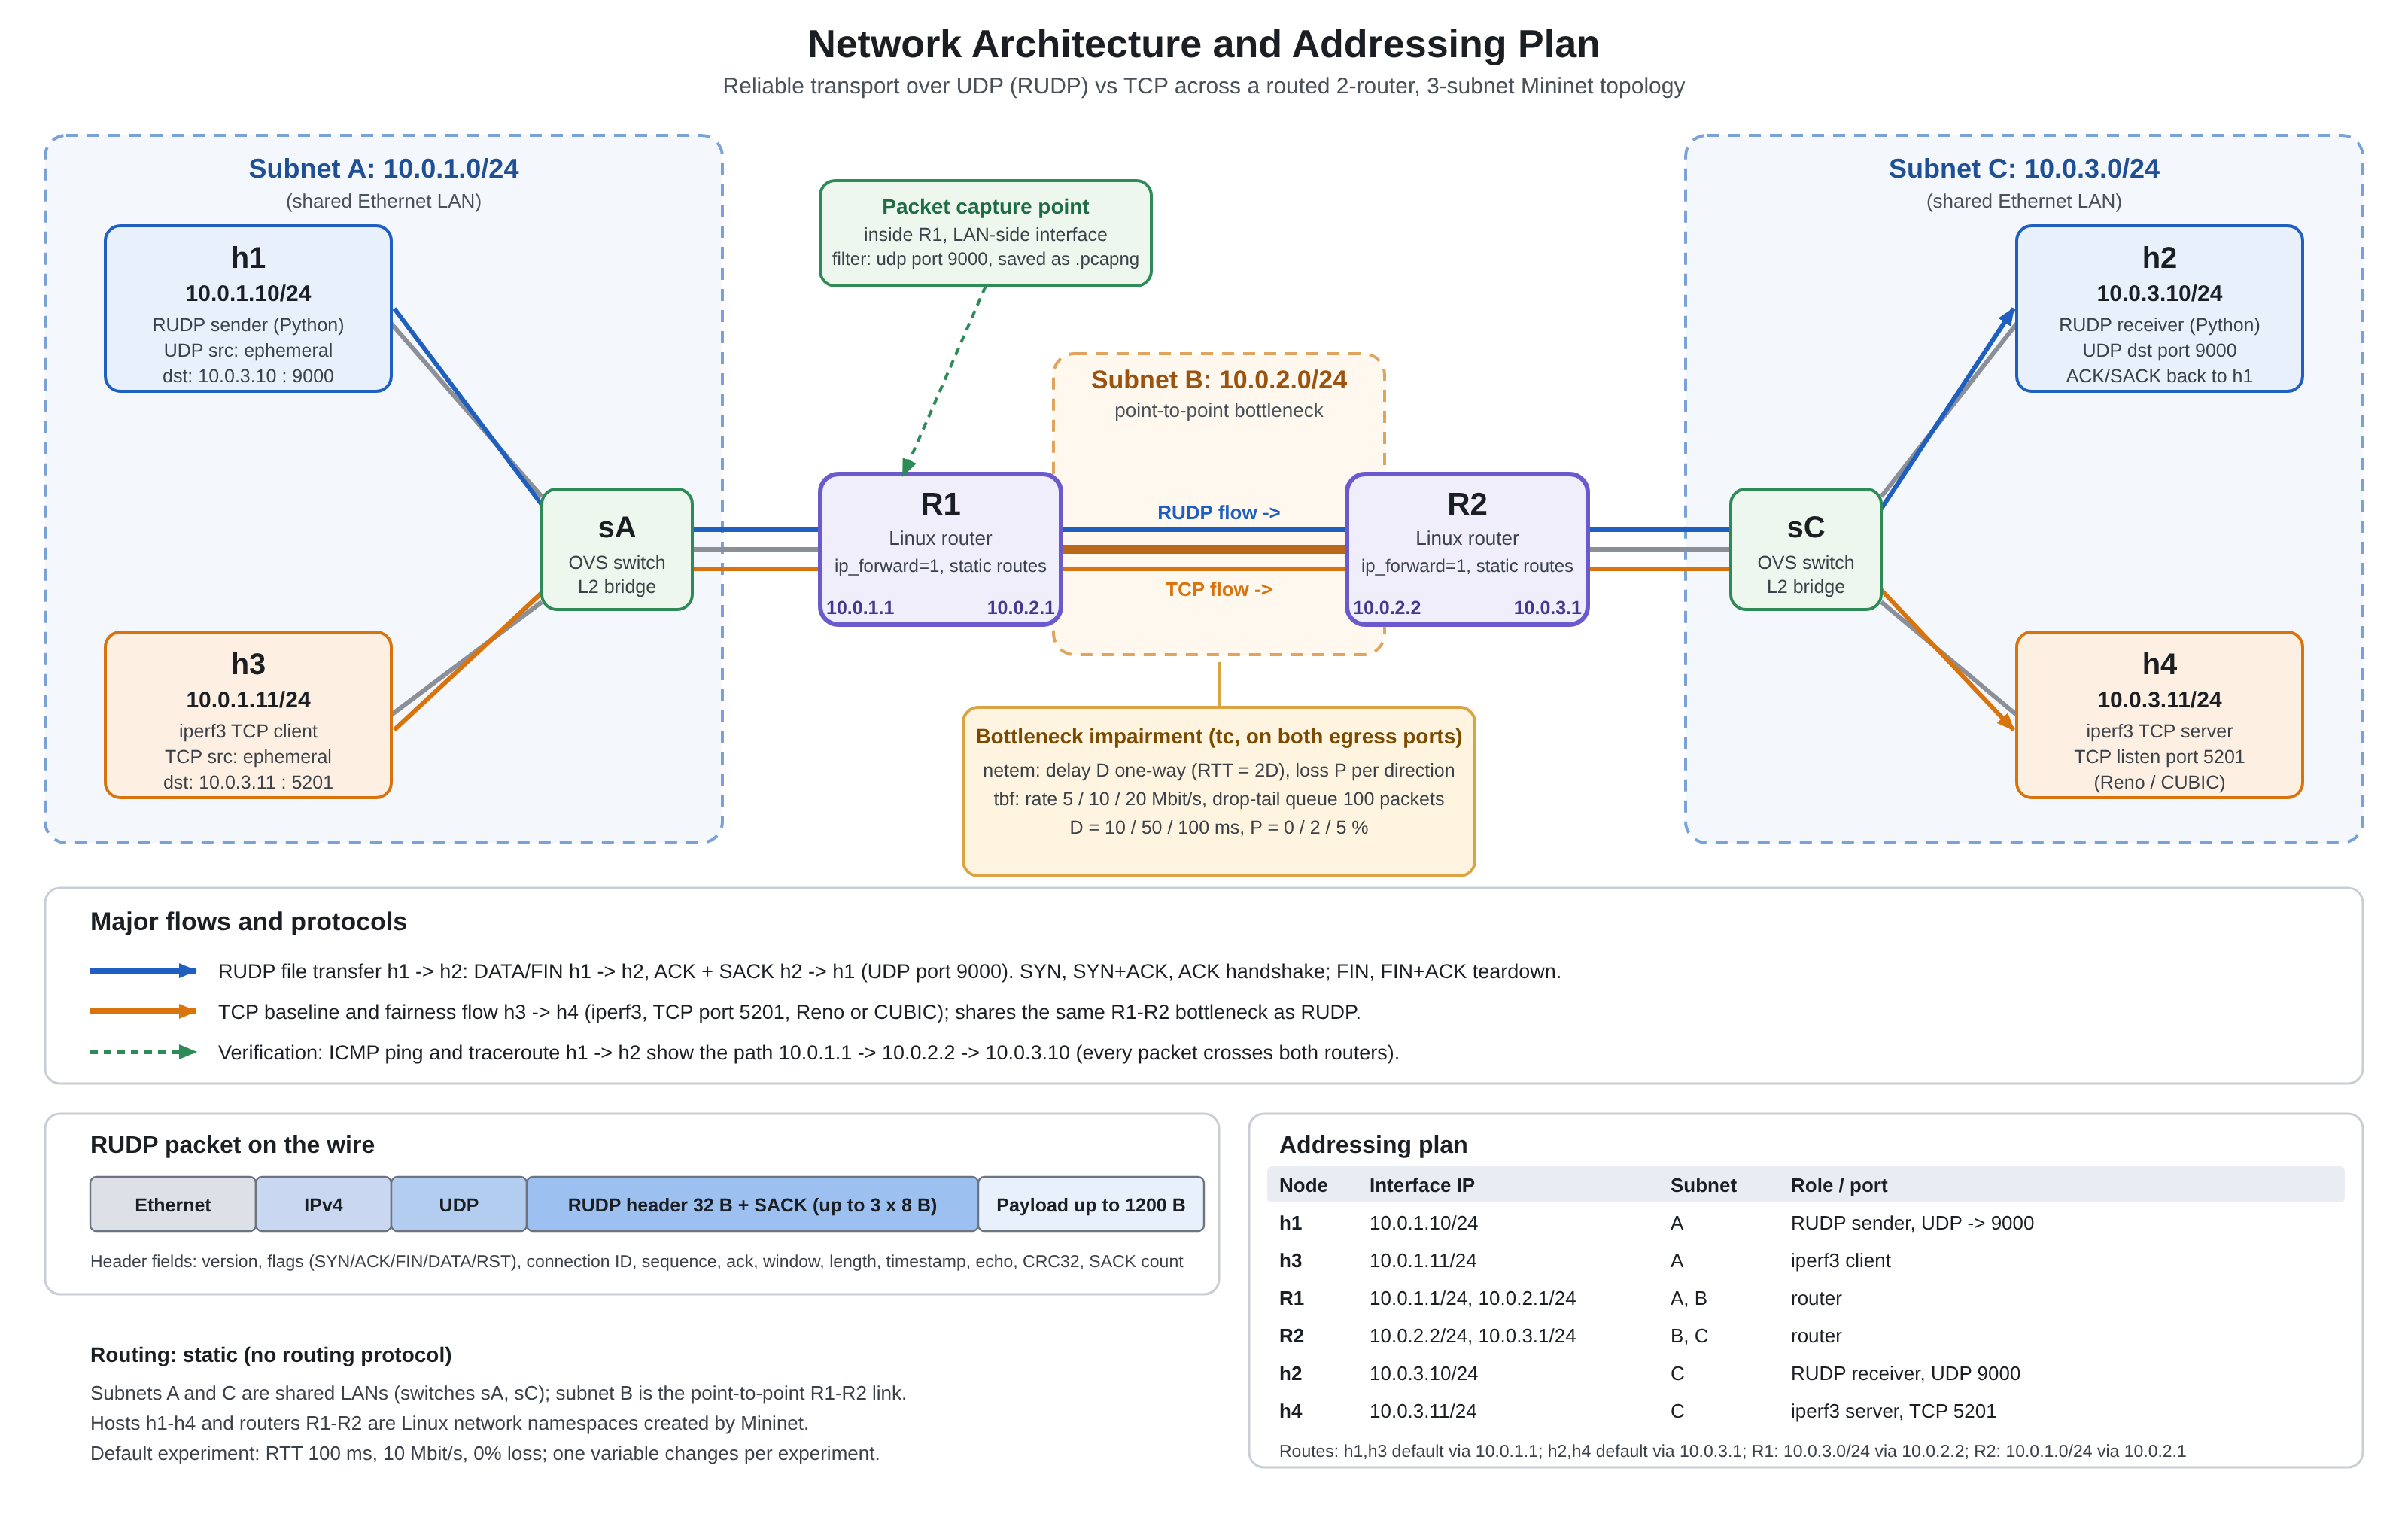 Network Architecture and Addressing Plan
Reliable transport over UDP (RUDP) vs TCP across a routed 2-router, 3-subnet Mininet topology
Subnet A: 10.0.1.0/24
(shared Ethernet LAN)
h1
10.0.1.10/24
RUDP sender (Python)
UDP src: ephemeral
dst: 10.0.3.10 : 9000
sA
OVS switch
L2 bridge
h3
10.0.1.11/24
iperf3 TCP client
TCP src: ephemeral
dst: 10.0.3.11 : 5201
Packet capture point
inside R1, LAN-side interface
filter: udp port 9000, saved as .pcapng
R1
Linux router
ip_forward=1, static routes
10.0.1.1 10.0.2.1
Subnet B: 10.0.2.0/24
point-to-point bottleneck
RUDP flow ->
TCP flow ->
R2
Linux router
ip_forward=1, static routes
10.0.2.2 10.0.3.1
Bottleneck impairment (tc, on both egress ports)
netem: delay D one-way (RTT = 2D), loss P per direction
tbf: rate 5 / 10 / 20 Mbit/s, drop-tail queue 100 packets
D = 10 / 50 / 100 ms, P = 0 / 2 / 5 %
Subnet C: 10.0.3.0/24
(shared Ethernet LAN)
h2
10.0.3.10/24
RUDP receiver (Python)
UDP dst port 9000
ACK/SACK back to h1
sC
OVS switch
L2 bridge
h4
10.0.3.11/24
iperf3 TCP server
TCP listen port 5201
(Reno / CUBIC)
Major flows and protocols
RUDP file transfer h1 -> h2: DATA/FIN h1 -> h2, ACK + SACK h2 -> h1 (UDP port 9000). SYN, SYN+ACK, ACK handshake; FIN, FIN+ACK teardown.
TCP baseline and fairness flow h3 -> h4 (iperf3, TCP port 5201, Reno or CUBIC); shares the same R1-R2 bottleneck as RUDP.
Verification: ICMP ping and traceroute h1 -> h2 show the path 10.0.1.1 -> 10.0.2.2 -> 10.0.3.10 (every packet crosses both routers).
RUDP packet on the wire
Ethernet IPv4 UDP RUDP header 32 B + SACK (up to 3 x 8 B) Payload up to 1200 B
Header fields: version, flags (SYN/ACK/FIN/DATA/RST), connection ID, sequence, ack, window, length, timestamp, echo, CRC32, SACK count
Routing: static (no routing protocol)
Subnets A and C are shared LANs (switches sA, sC); subnet B is the point-to-point R1-R2 link.
Hosts h1-h4 and routers R1-R2 are Linux network namespaces created by Mininet.
Default experiment: RTT 100 ms, 10 Mbit/s, 0% loss; one variable changes per experiment.
Addressing plan
Node Interface IP Subnet Role / port
h1 10.0.1.10/24 A RUDP sender, UDP -> 9000
h3 10.0.1.11/24 A iperf3 client
R1 10.0.1.1/24, 10.0.2.1/24 A, B router
R2 10.0.2.2/24, 10.0.3.1/24 B, C router
h2 10.0.3.10/24 C RUDP receiver, UDP 9000
h4 10.0.3.11/24 C iperf3 server, TCP 5201
Routes: h1,h3 default via 10.0.1.1; h2,h4 default via 10.0.3.1; R1: 10.0.3.0/24 via 10.0.2.2; R2: 10.0.1.0/24 via 10.0.2.1